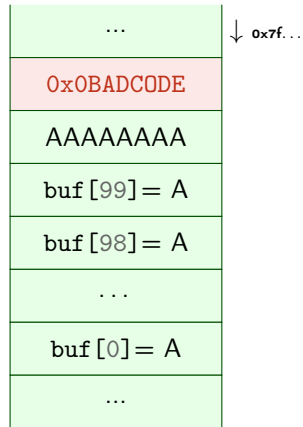 ...
↓ 0x7f...
0x0BADCODE
AAAAAAAA
buf[99]= A
buf[98]= A
...
buf[0]= A
...